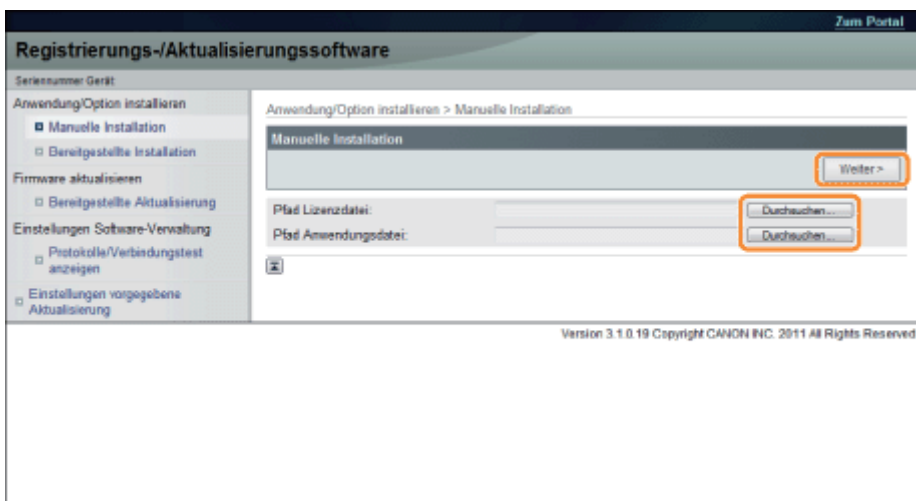 Zum Portal
Registrierungs-/Aktualisierungssoftware
Seriennummer Gerät:
Anwendung/Option installieren
Manuelle Installation
Bereitgestellte Installation
Firmware aktualisieren
Bereitgestellte Aktualisierung
Einstellungen Software-Verwaltung
Protokolle/Verbindungstest
anzeigen
Einstellungen vorgegebene
Aktualisierung
Anwendung/Option installieren > Manuelle Installation
Manuelle Installation
Weiter >
Pfad Lizenzdatei:
Durchsuchen...
Pfad Anwendungsdatei:
Durchsuchen...
Version 3.1.0.19 Copyright CANON INC. 2011 All Rights Reserved